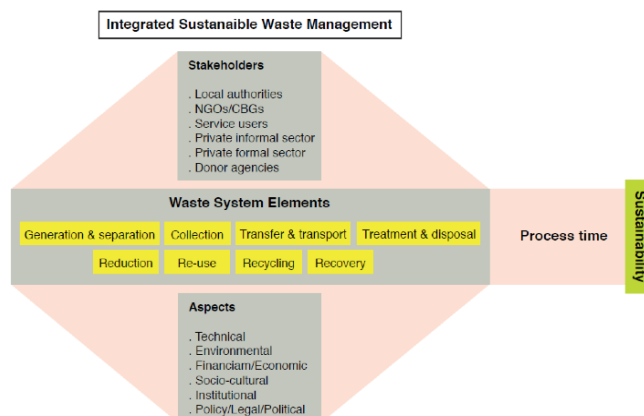 Integrated Sustanaible Waste Management
Stakeholders
. Local authorities
. NGOs/CBGs
. Service users
. Private informal sector
. Private formal sector
. Donor agencies
Waste System Elements
Generation & separation Collection Transfer & transport Treatment & disposal
Reduction Re-use Recycling Recovery
Process time
Sustainability
Aspects
. Technical
. Environmental
. Financiam/Economic
. Socio-cultural
. Institutional
. Policy/Legal/Political